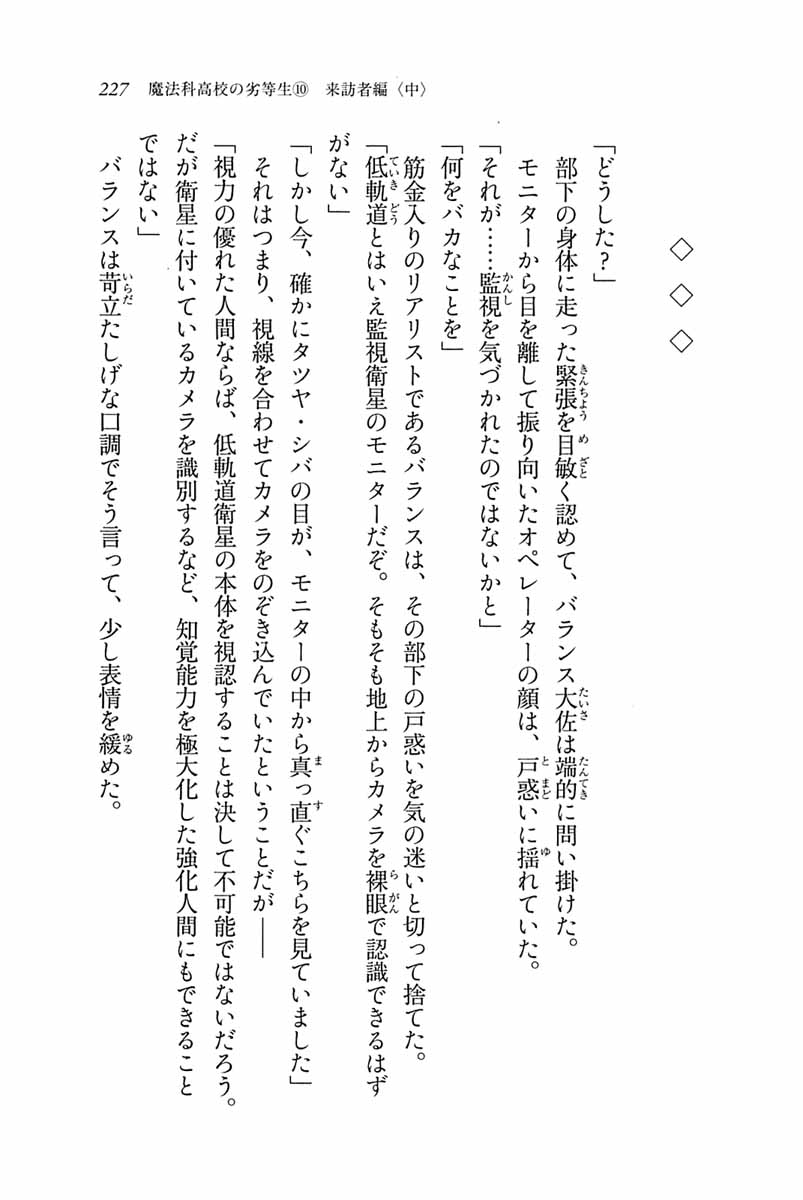 227　魔法科高校の劣等生⑩　来訪者編〈中〉
◇　◇　◇
「どうした?」
部下の身体に走った緊張を目敏く認めて、バランス大佐は端的に問い掛けた。
モニターから目を離して振り向いたオペレーターの顔は、戸惑いに揺れていた。
「それが……監視を気づかれたのではないかと」
「何をバカなことを」
筋金入りのリアリストであるバランスは、その部下の戸惑いを気の迷いと切って捨てた。
「低軌道とはいえ監視衛星のモニターだぞ。そもそも地上からカメラを裸眼で認識できるはず
がない」
「しかし今、確かにタツヤ・シバの目が、モニターの中から真っ直ぐこちらを見ていました」
それはつまり、視線を合わせてカメラをのぞき込んでいたということだが――
「視力の優れた人間ならば、低軌道衛星の本体を視認することは決して不可能ではないだろう。
だが衛星に付いているカメラを識別するなど、知覚能力を極大化した強化人間にもできること
ではない」
バランスは苛立たしげな口調でそう言って、少し表情を緩めた。